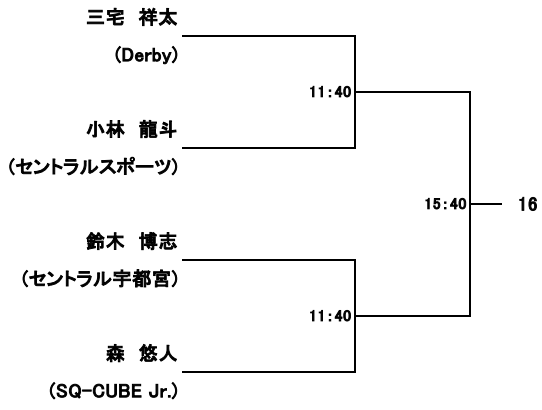 三宅　祥太
(Derby)
11:40
小林　龍斗
(セントラルスポーツ)
15:40
16
鈴木　博志
(セントラル宇都宮)
11:40
森　悠人
(SQ-CUBE Jr.)